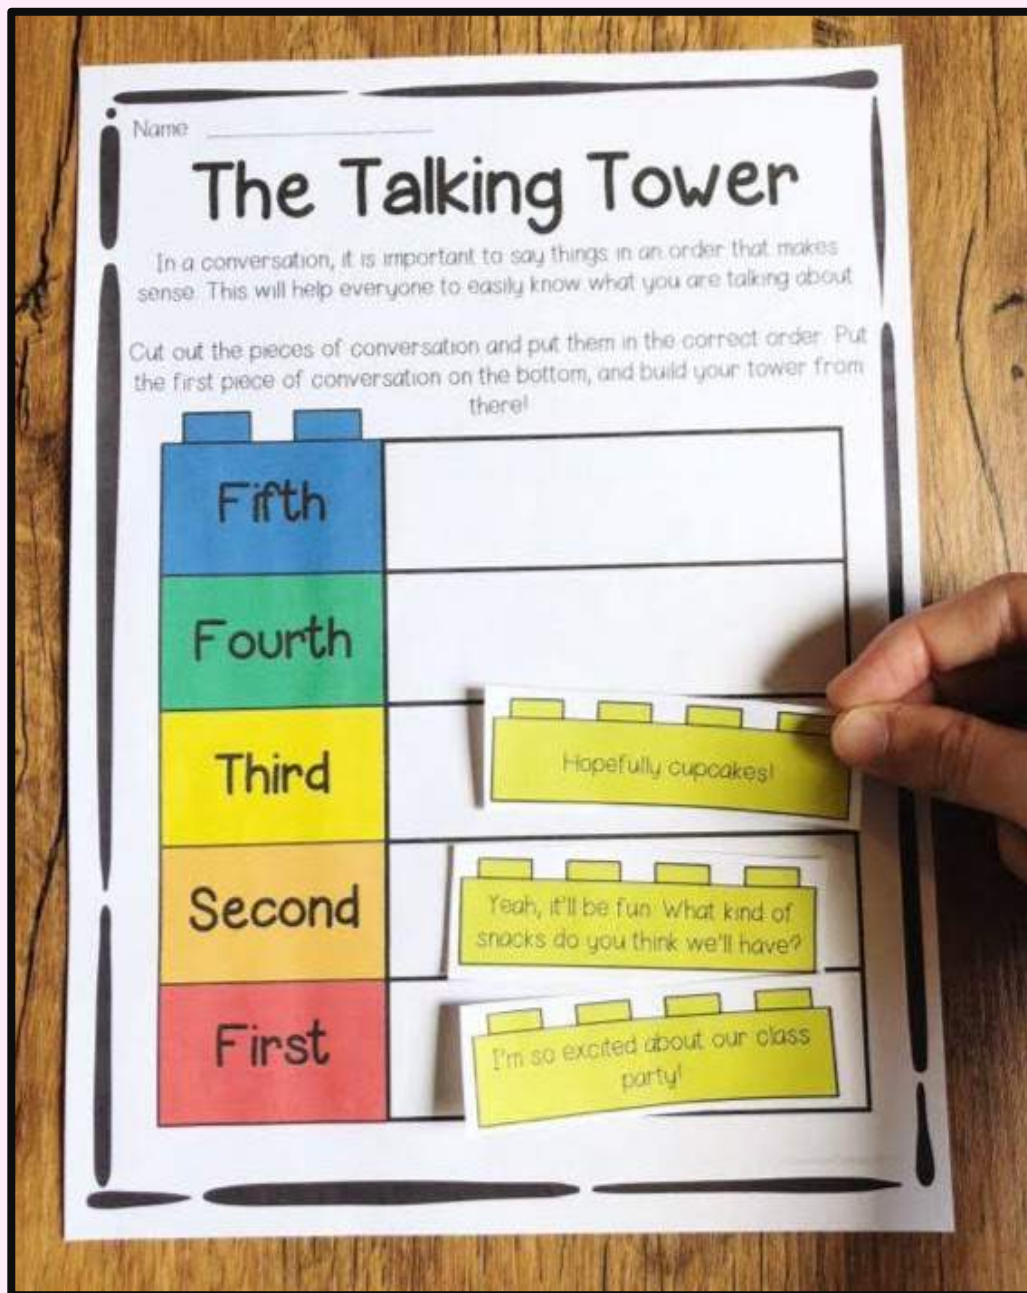 Name
The Talking Tower
In a conversation, it is important to say things in an order that makes
sense. This will help everyone to easily know what you are talking about
Cut out the pieces of conversation and put them in the correct order. Put
the first piece of conversation on the bottom, and build your tower from
there!
Fifth
Fourth
Third
Hopefully cupcakes!
Second
Yeah, it'll be fun. What kind of
snacks do you think we'll have?
First
I'm so excited about our class
party!